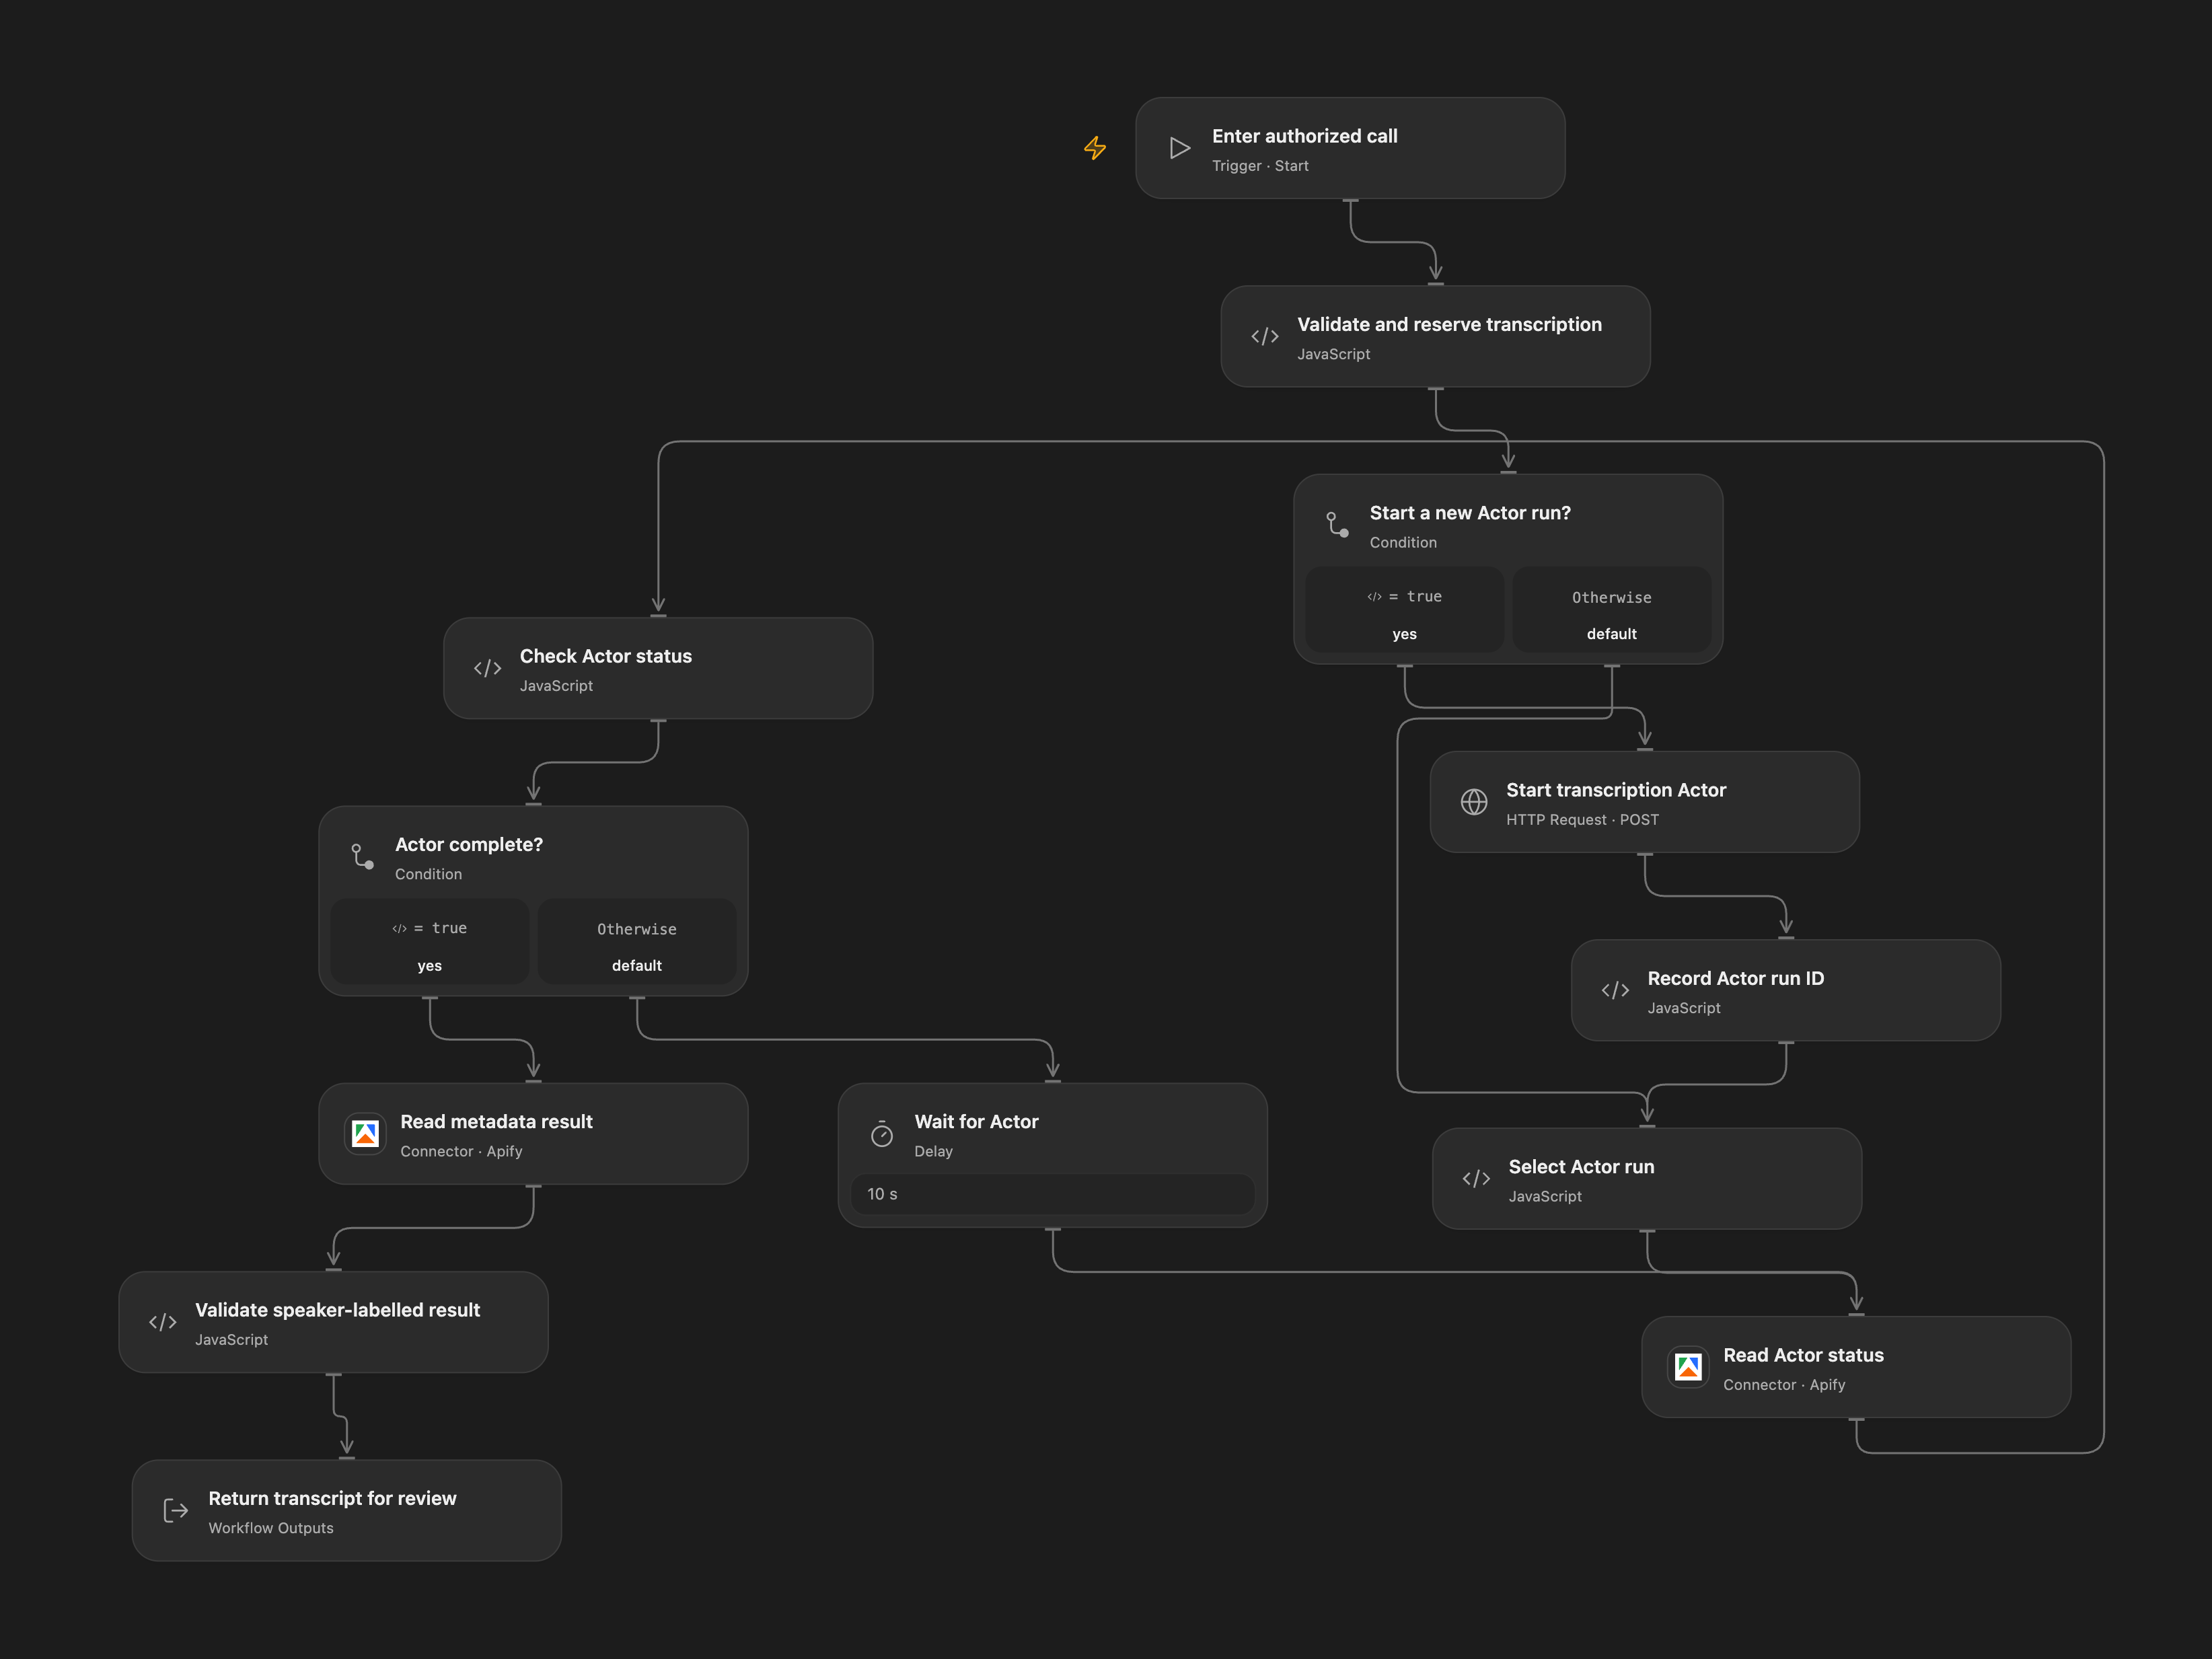 Enter authorized call
Trigger · Start
Validate and reserve transcription
JavaScript
Start a new Actor run?
Condition
</> = true
yes
Otherwise
default
Check Actor status
JavaScript
Start transcription Actor
HTTP Request · POST
Actor complete?
Condition
</> = true
yes
Otherwise
default
Record Actor run ID
JavaScript
Read metadata result
Connector · Apify
Wait for Actor
Delay
10 s
Select Actor run
JavaScript
Validate speaker-labelled result
JavaScript
Read Actor status
Connector · Apify
Return transcript for review
Workflow Outputs